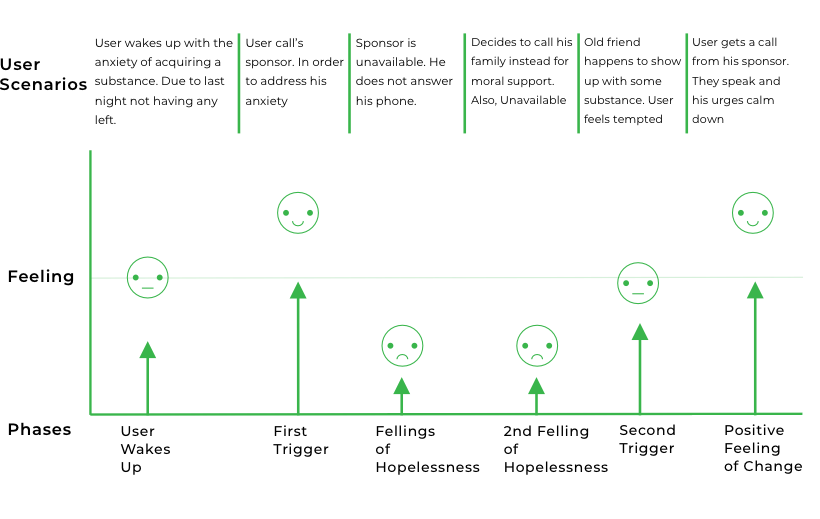 User
Scenarios
User wakes up with the
anxiety of acquiring a
substance. Due to last
night not having any
left.
User call’s
sponsor. In order
to address his
anxiety
Sponsor is
unavailable. He
does not answer
his phone.
Decides to call his
family instead for
moral support.
Also, Unavailable
Old friend
happens to show
up with some
substance. User
feels tempted
User gets a call
from his sponsor.
They speak and
his urges calm
down
Feeling
Phases
User
Wakes
Up
First
Trigger
Fellings
of
Hopelessness
2nd Felling
of
Hopelessness
Second
Trigger
Positive
Feeling
of Change